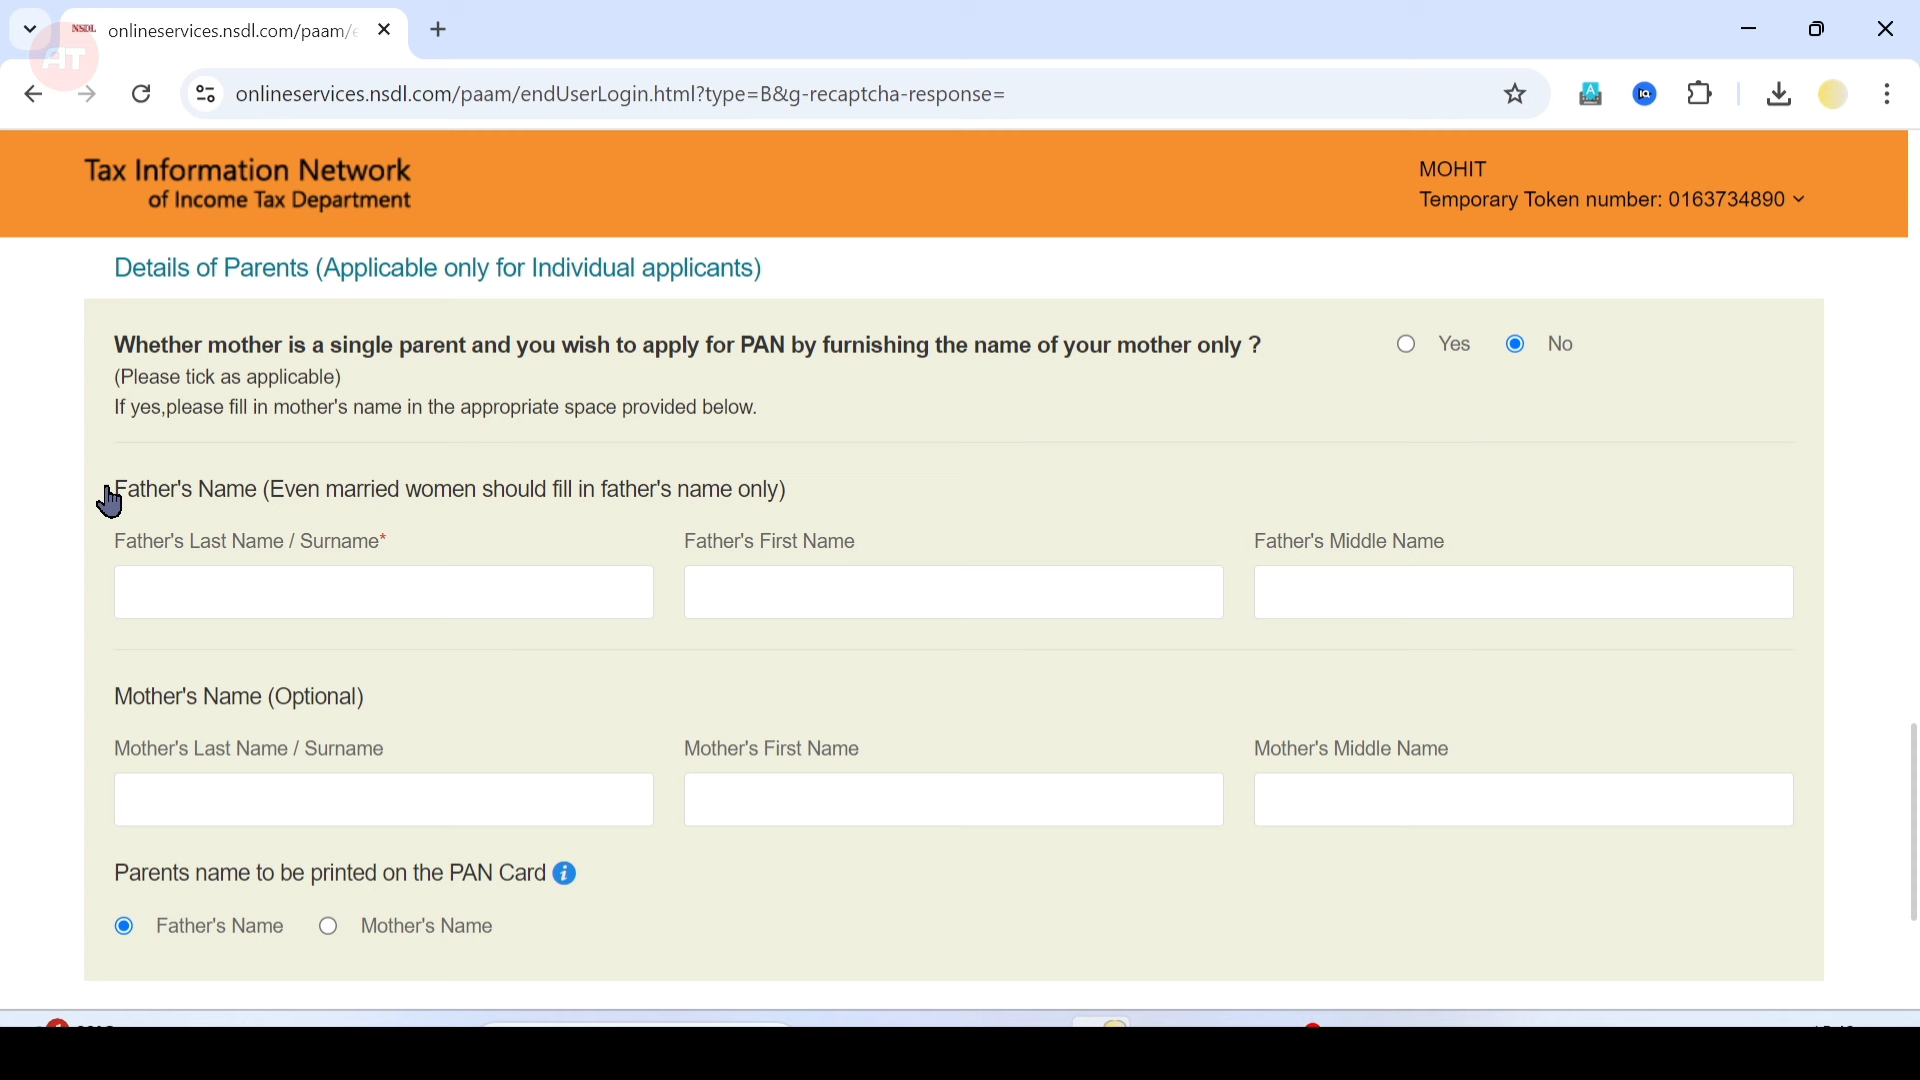 NSDL onlineservices.nsdl.com/paam/e
AT
onlineservices.nsdl.com/paam/endUserLogin.html?type=B&g-recaptcha-response=
Tax Information Network
of Income Tax Department
MOHIT
Temporary Token number: 0163734890
Details of Parents (Applicable only for Individual applicants)
Whether mother is a single parent and you wish to apply for PAN by furnishing the name of your mother only ? Yes No
(Please tick as applicable)
If yes,please fill in mother's name in the appropriate space provided below.
Father's Name (Even married women should fill in father's name only)
Father's Last Name / Surname* Father's First Name Father's Middle Name
Mother's Name (Optional)
Mother's Last Name / Surname Mother's First Name Mother's Middle Name
Parents name to be printed on the PAN Card i
Father's Name Mother's Name